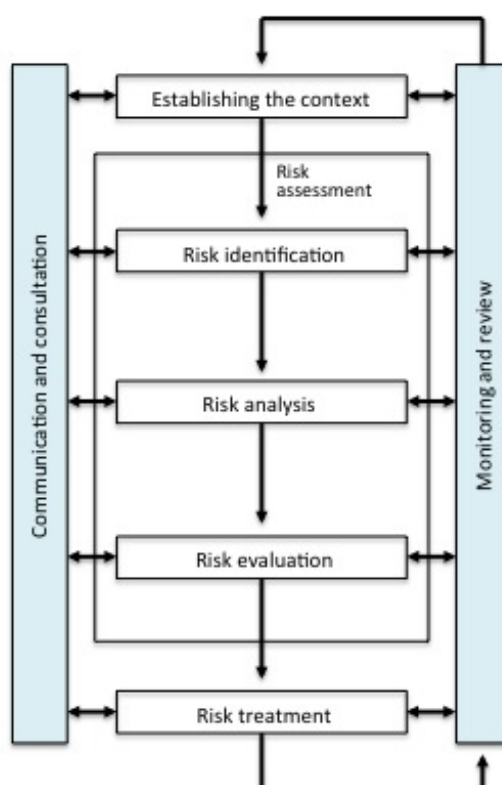 Establishing the context
Risk
assessment
Risk identification
Risk analysis
Risk evaluation
Risk treatment
Communication and consultation
Monitoring and review